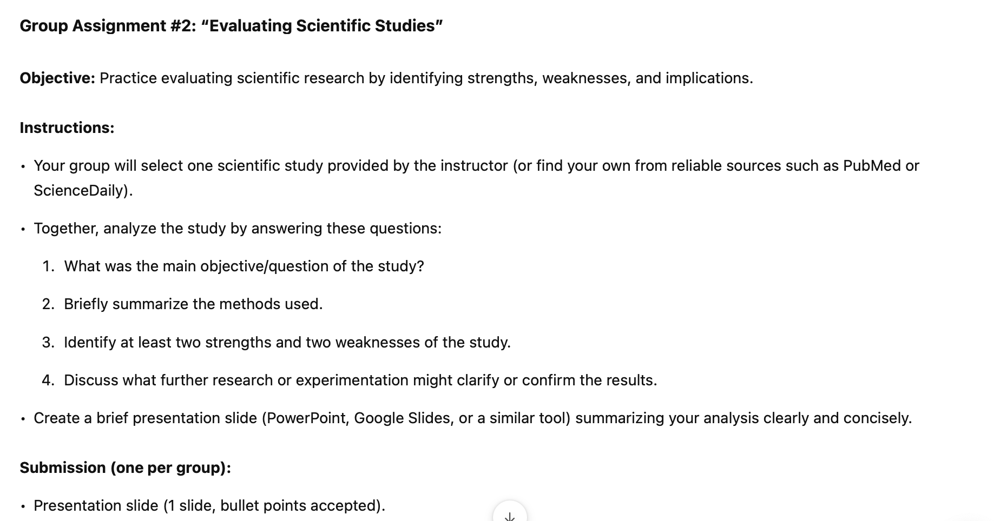 Group Assignment #2: “Evaluating Scientific Studies”
Objective: Practice evaluating scientific research by identifying strengths, weaknesses, and implications.
Instructions:
• Your group will select one scientific study provided by the instructor (or find your own from reliable sources such as PubMed or
ScienceDaily).
• Together, analyze the study by answering these questions:
1. What was the main objective/question of the study?
2. Briefly summarize the methods used.
3. Identify at least two strengths and two weaknesses of the study.
4. Discuss what further research or experimentation might clarify or confirm the results.
• Create a brief presentation slide (PowerPoint, Google Slides, or a similar tool) summarizing your analysis clearly and concisely.
Submission (one per group):
• Presentation slide (1 slide, bullet points accepted).